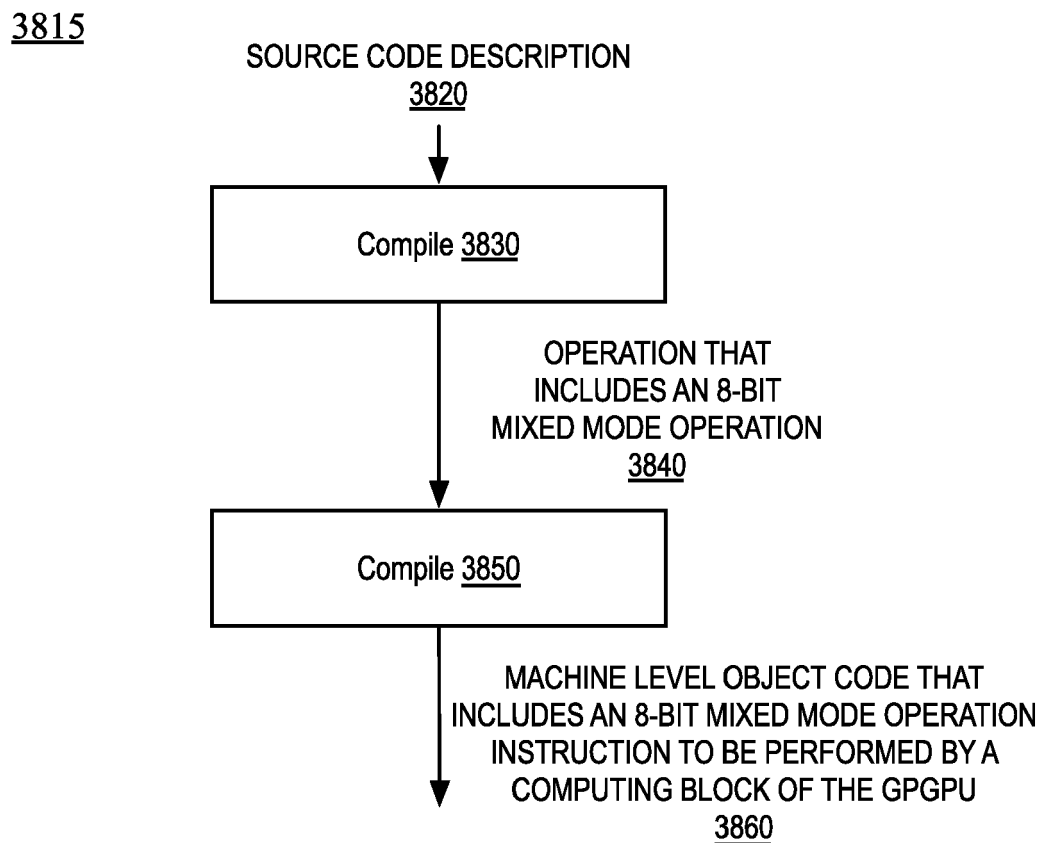 3815
SOURCE CODE DESCRIPTION
3820
Compile 3830
OPERATION THAT
INCLUDES AN 8-BIT
MIXED MODE OPERATION
3840
Compile 3850
MACHINE LEVEL OBJECT CODE THAT
INCLUDES AN 8-BIT MIXED MODE OPERATION
INSTRUCTION TO BE PERFORMED BY A
COMPUTING BLOCK OF THE GPGPU
3860